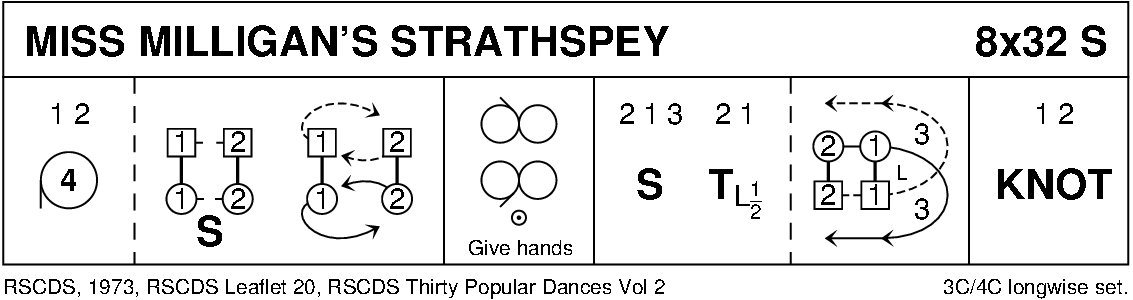 MISS MILLIGAN'S STRATHSPEY 8x32 S
1 2
4
1 2 1 2
1 2 1 2
S
Give hands
2 1 3 2 1
S T L 1/2
3
2 1
L
2 1
3
1 2
KNOT
RSCDS, 1973, RSCDS Leaflet 20, RSCDS Thirty Popular Dances Vol 2 3C/4C longwise set.